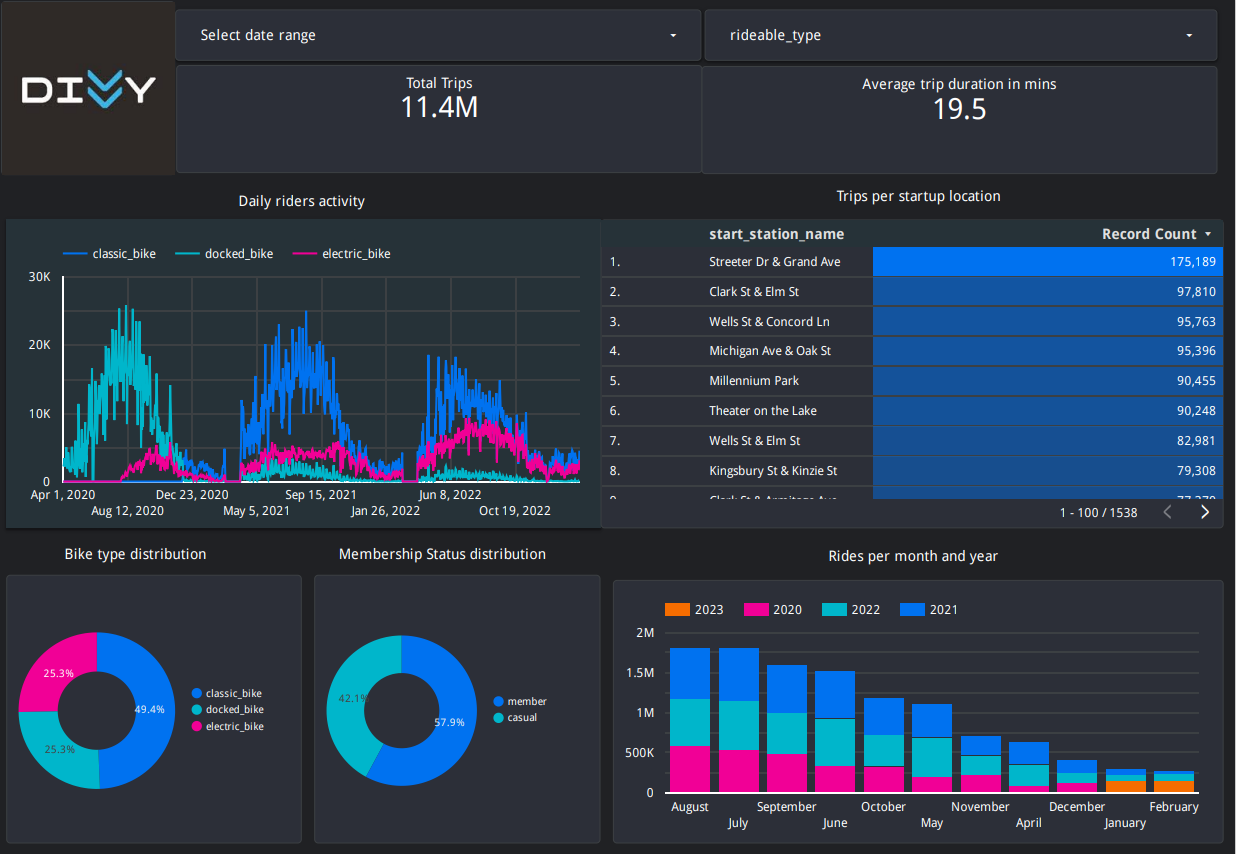 DIVVY
Select date range
rideable_type
Total Trips
11.4M
Average trip duration in mins
19.5
Daily riders activity
classic_bike docked_bike electric_bike
30K
20K
10K
0
Apr 1, 2020 Dec 23, 2020 Sep 15, 2021 Jun 8, 2022
Aug 12, 2020 May 5, 2021 Jan 26, 2022 Oct 19, 2022
Trips per startup location
start_station_name Record Count
1. Streeter Dr & Grand Ave 175,189
2. Clark St & Elm St 97,810
3. Wells St & Concord Ln 95,763
4. Michigan Ave & Oak St 95,396
5. Millennium Park 90,455
6. Theater on the Lake 90,248
7. Wells St & Elm St 82,981
8. Kingsbury St & Kinzie St 79,308
1 - 100 / 1538
Bike type distribution
25.3%
49.4%
25.3%
classic_bike
docked_bike
electric_bike
Membership Status distribution
42.1%
57.9%
member
casual
Rides per month and year
2023 2020 2022 2021
2M
1.5M
1M
500K
0
August September October November December February
July June May April January